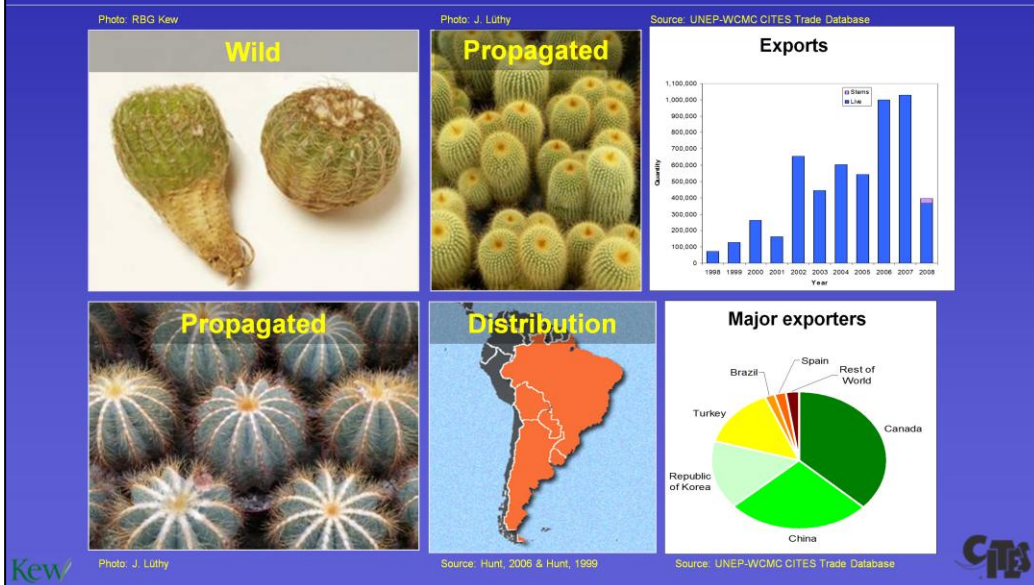 Photo: RBG Kew
Photo: J. Lüthy
Source: UNEP-WCMC CITES Trade Database
Wild
Propagated
Exports
1,100,000
1,000,000
900,000
800,000
700,000
600,000
500,000
400,000
300,000
200,000
100,000
0
Quantity
Stems
Live
1998 1999 2000 2001 2002 2003 2004 2005 2006 2007 2008
Year
Propagated
Distribution
Major exporters
Brazil
Spain
Rest of
World
Turkey
Canada
Republic
of Korea
China
Kew
Photo: J. Lüthy
Source: Hunt, 2006 & Hunt, 1999
Source: UNEP-WCMC CITES Trade Database
CITES